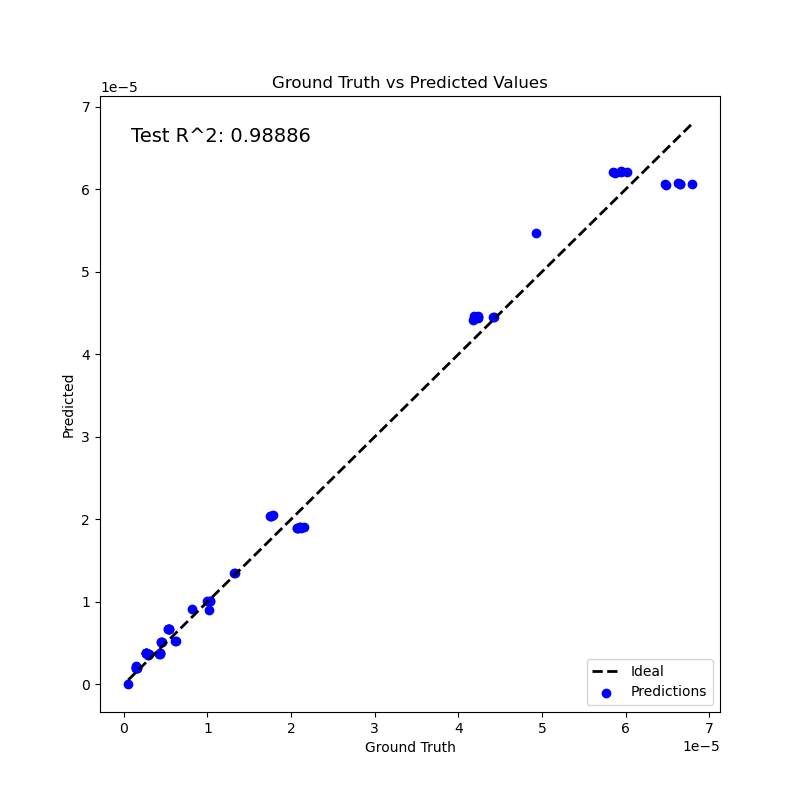 Ground Truth vs Predicted Values
1e−5
Test R^2: 0.98886
7
6
5
4
3
2
1
0
Predicted
Ideal
Predictions
0 1 2 3 4 5 6 7
Ground Truth
1e−5